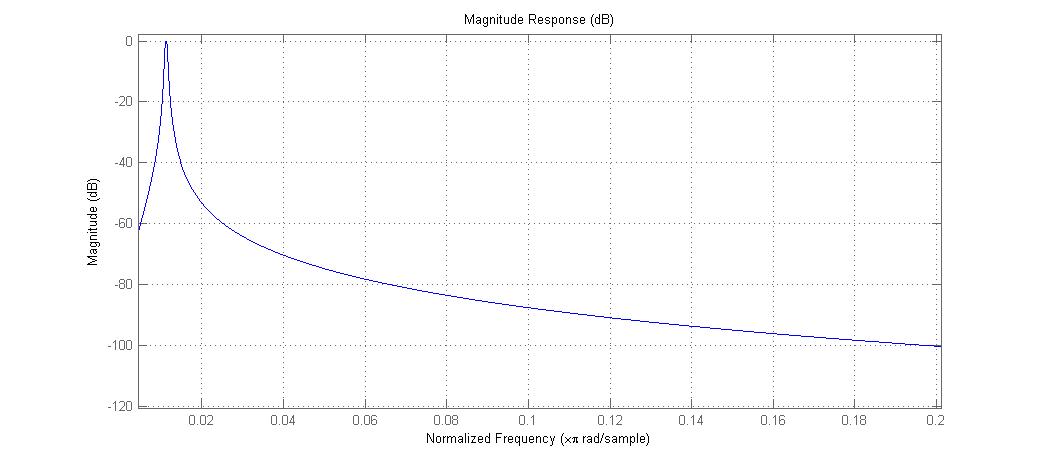 Magnitude Response (dB)
0
-20
-40
-60
-80
-100
-120
Magnitude (dB)
0.02 0.04 0.06 0.08 0.1 0.12 0.14 0.16 0.18 0.2
Normalized Frequency (×π rad/sample)